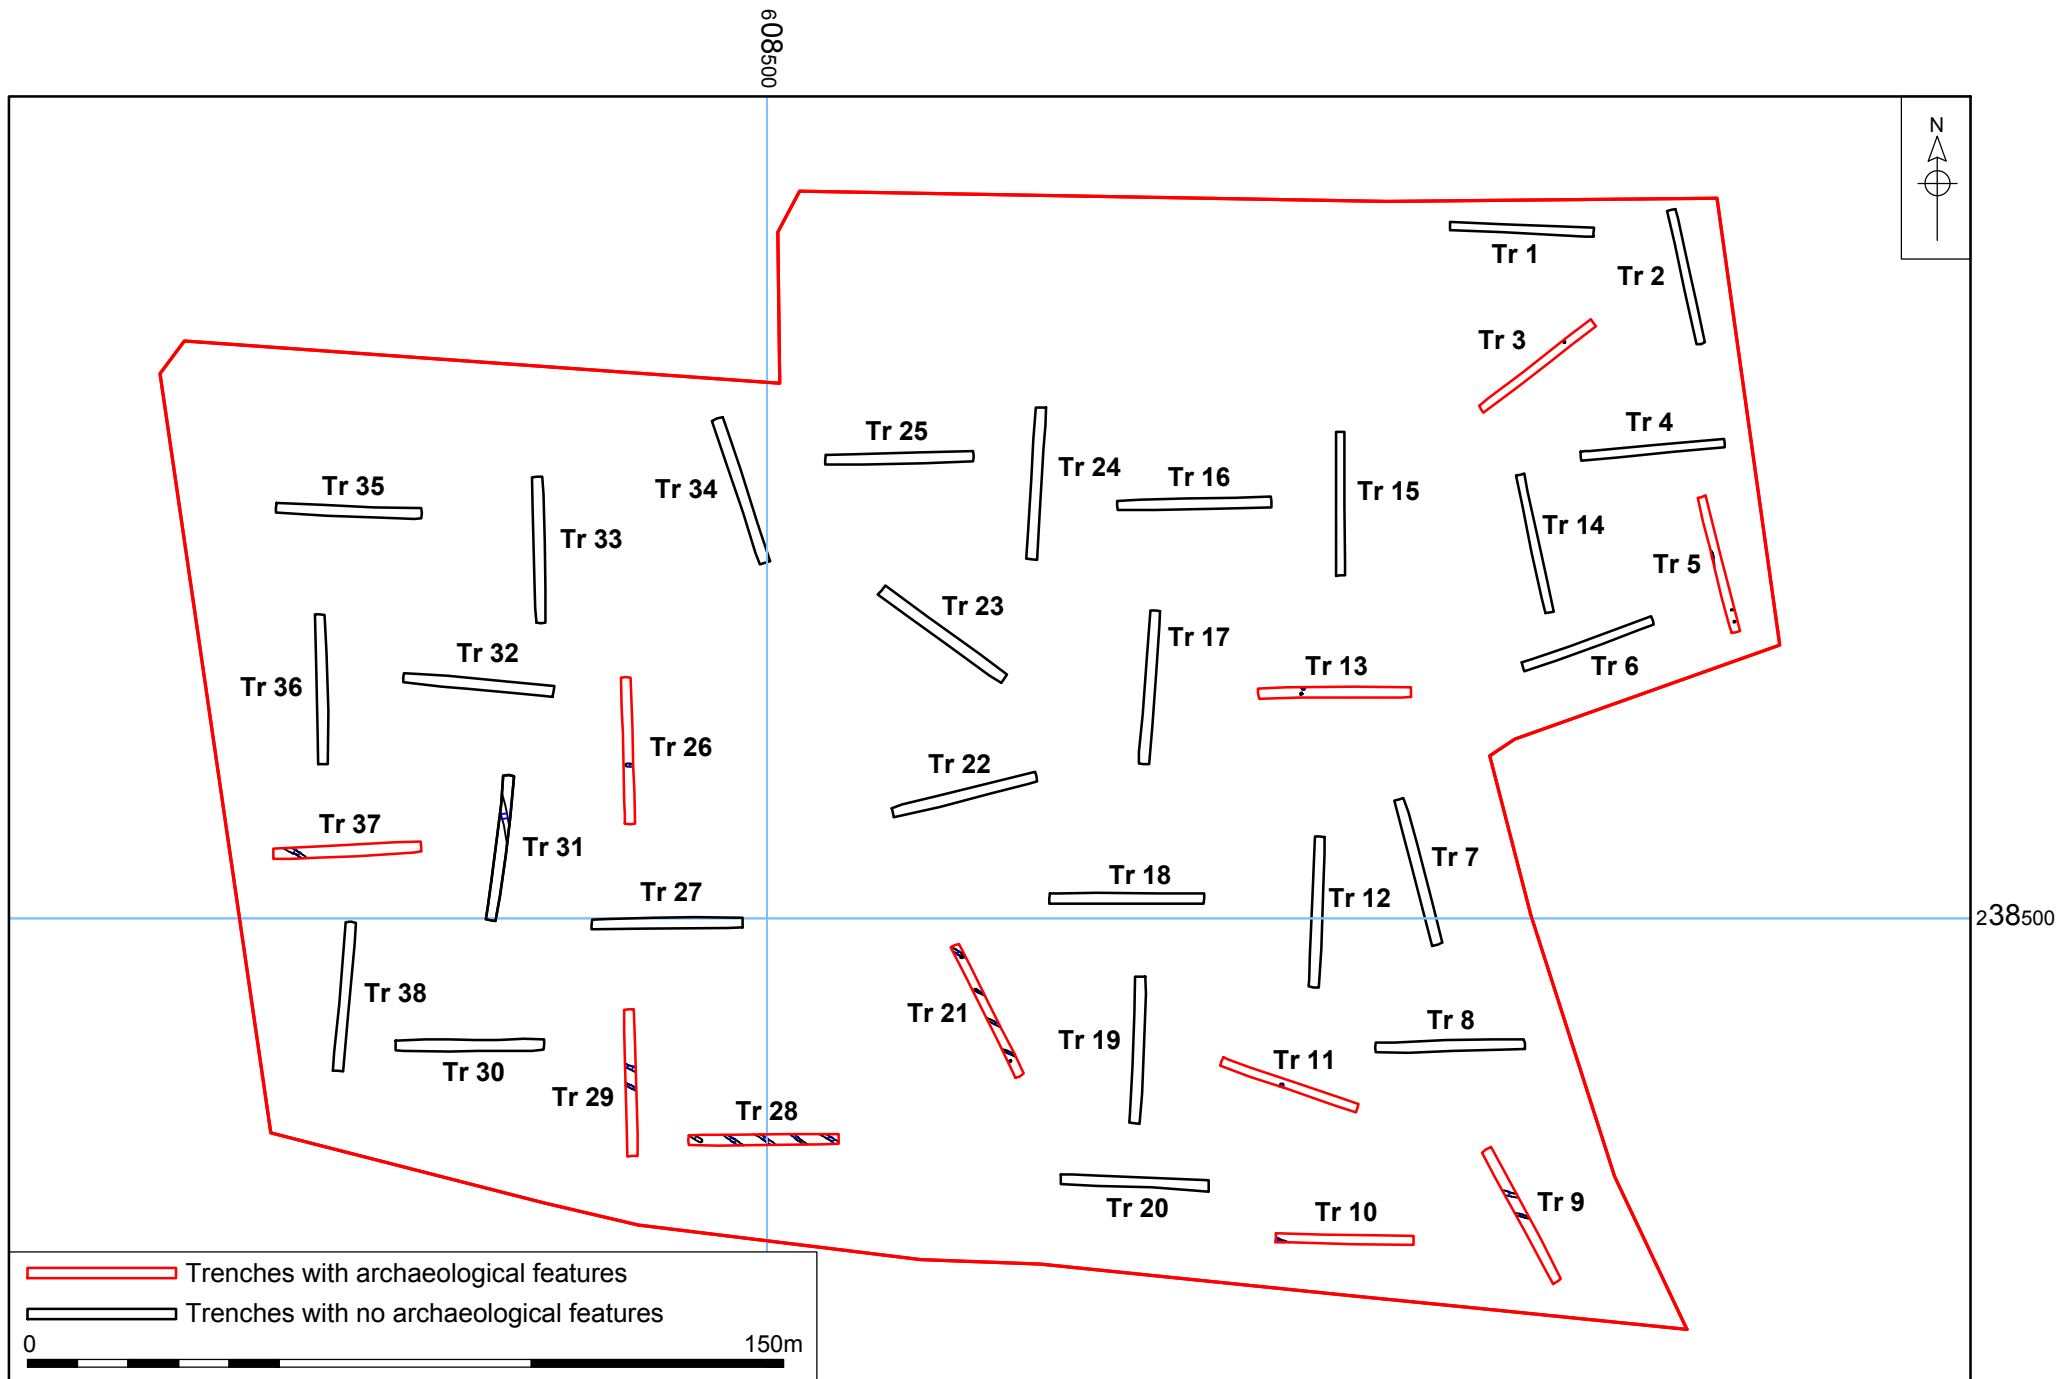 608500
N
Tr 1
Tr 2
Tr 3
Tr 4
Tr 25
Tr 24
Tr 16
Tr 15
Tr 34
Tr 35
Tr 33
Tr 14
Tr 5
Tr 23
Tr 17
Tr 6
Tr 32
Tr 36
Tr 13
Tr 26
Tr 22
Tr 37
Tr 31
Tr 7
Tr 18
Tr 27
Tr 12
238500
Tr 38
Tr 21
Tr 19
Tr 8
Tr 11
Tr 30
Tr 29
Tr 28
Tr 20
Tr 10
Tr 9
Trenches with archaeological features
Trenches with no archaeological features
0 150m